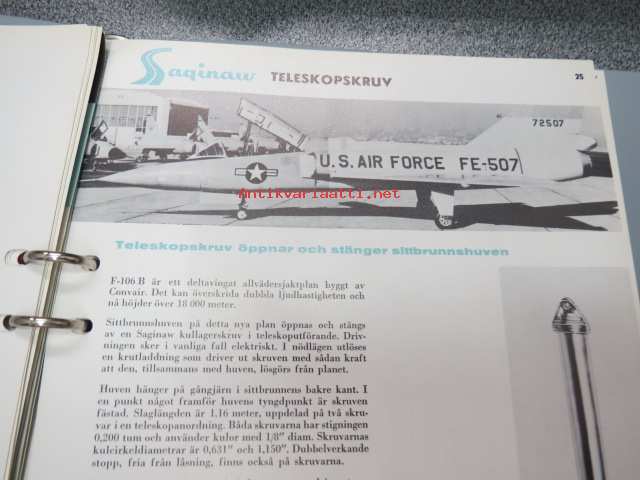 Saginaw TELESKOPSKRUV
25
72507
U.S. AIR FORCE FE-507
Antikvariaatti.net
Teleskopskruv öppnar och stänger sittbrunnshuven
F-106 B är ett deltavingat allvädersjaktplan byggt av
Convair. Det kan överskrida dubbla ljudhastigheten och
nå höjder över 18 000 meter.
Sittbrunnshuven på detta nya plan öppnas och stängs
av en Saginaw kullagerskruv i teleskoputförande. Driv-
ningen sker i vanliga fall elektriskt. I nödlägen utlöses
en krutladdning som driver ut skruven med sådan kraft
att den, tillsammans med huven, lösgörs från planet.
Huven hänger på gångjärn i sittbrunnens bakre kant. I
en punkt något framför huvens tyngdpunkt är skruven
fästad. Slaglängden är 1,16 meter, uppdelad på två skru-
var i en teleskopanordning. Båda skruvarna har stigningen
0,200 tum och använder kulor med 1/8" diam. Skruvarnas
kulcirkeldiametrar är 0,631" och 1,150". Dubbelverkande
stopp, fria från låsning, finns också på skruvarna.